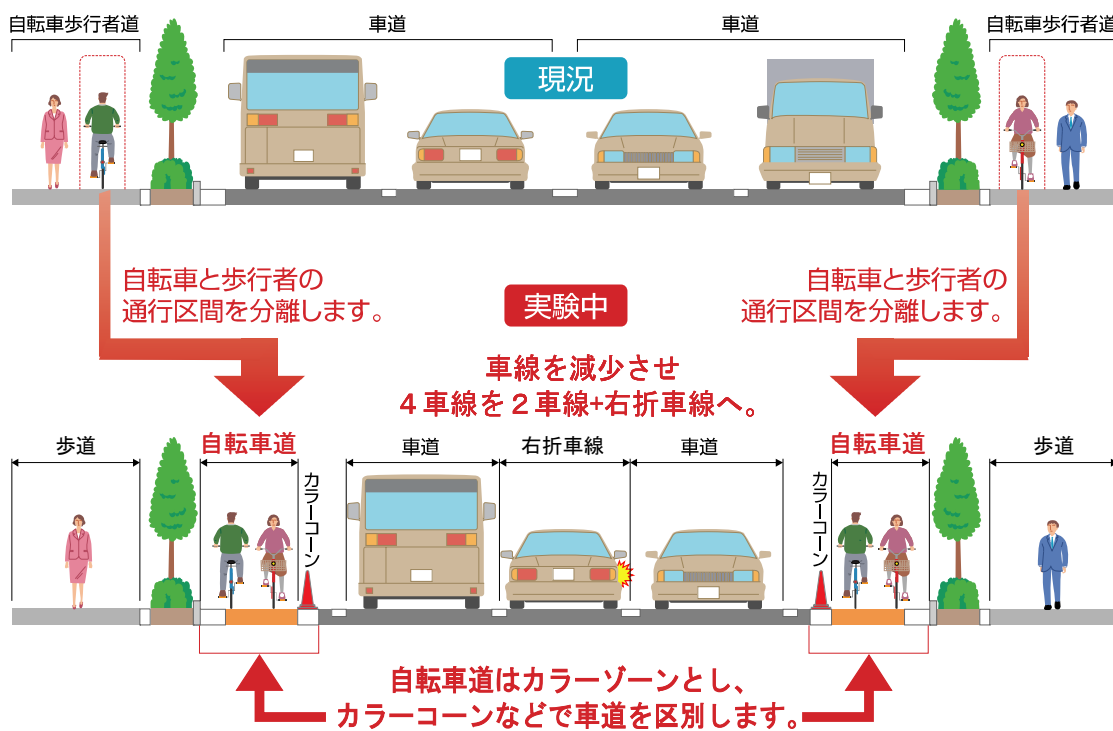 自転車歩行者道
車道
車道
自転車歩行者道
現況
自転車と歩行者の
通行区間を分離します。
自転車と歩行者の
通行区間を分離します。
実験中
車線を減少させ
4車線を2車線+右折車線へ。
歩道
自転車道
カラーコーン
車道
右折車線
車道
カラーコーン
自転車道
歩道
自転車道はカラーゾーンとし、
カラーコーンなどで車道を区別します。